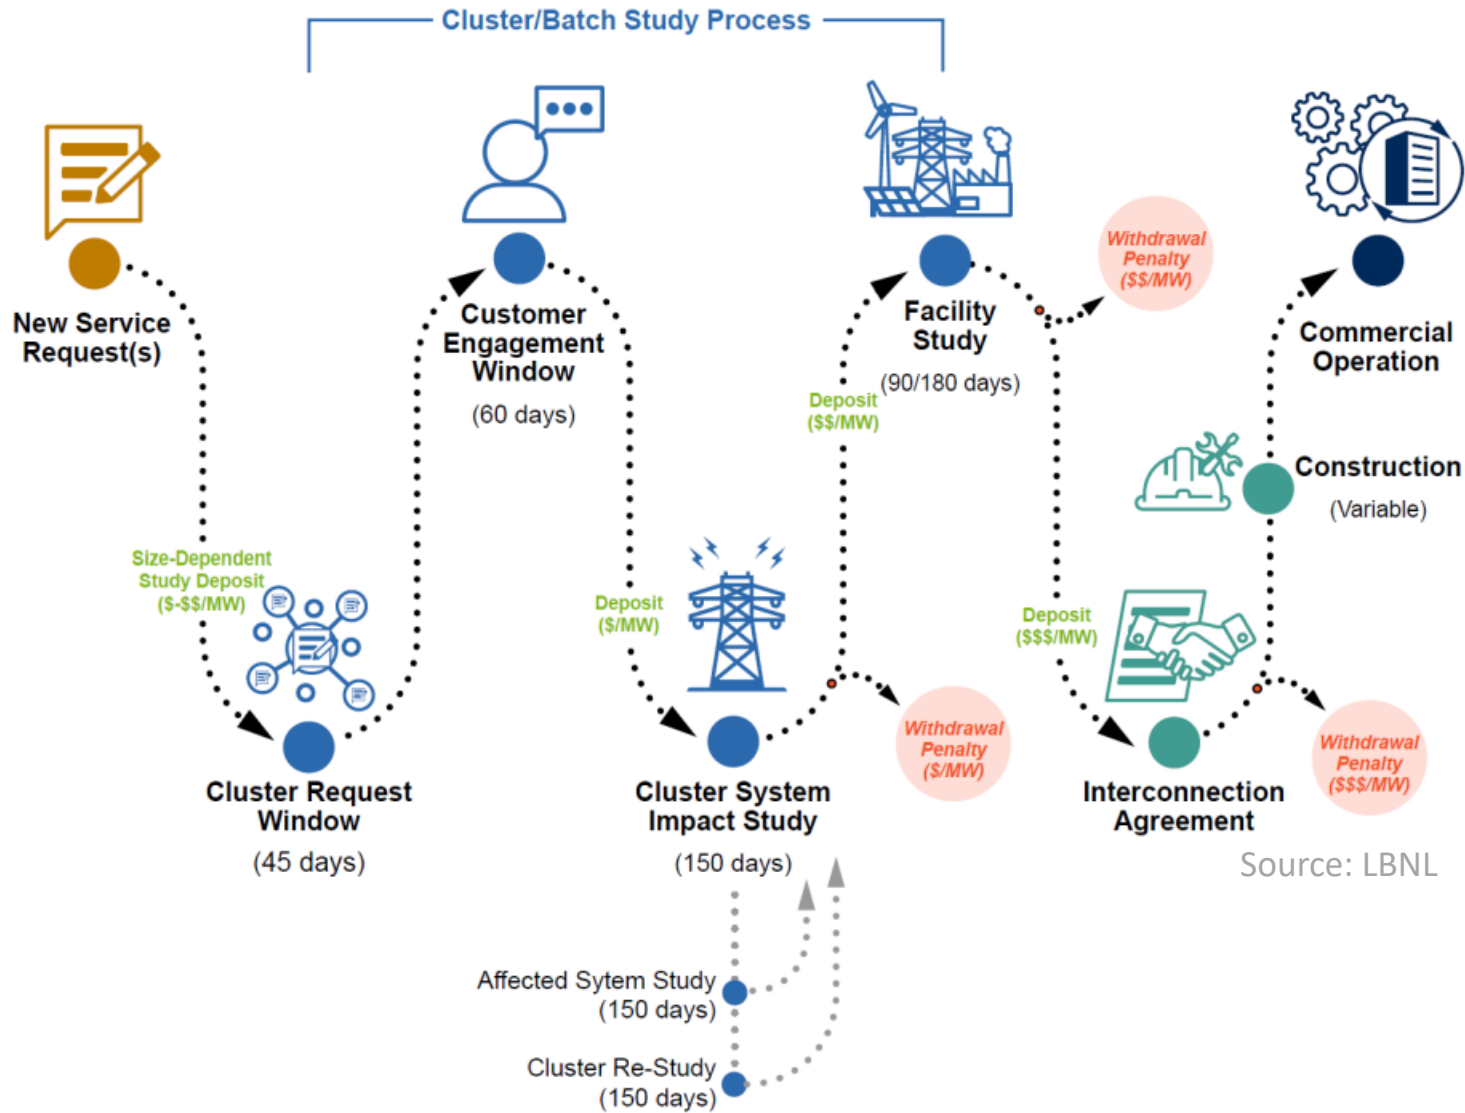 Cluster/Batch Study Process
New Service
Request(s)
Size-Dependent
Study Deposit
($-$$/MW)
Cluster Request
Window
(45 days)
Customer
Engagement
Window
(60 days)
Deposit
($/MW)
Cluster System
Impact Study
(150 days)
Affected Sytem Study
(150 days)
Cluster Re-Study
(150 days)
Withdrawal
Penalty
($/MW)
Deposit
($$/MW)
Facility
Study
(90/180 days)
Withdrawal
Penalty
($$/MW)
Deposit
($$$/MW)
Interconnection
Agreement
Withdrawal
Penalty
($$$/MW)
Construction
(Variable)
Commercial
Operation
Source: LBNL